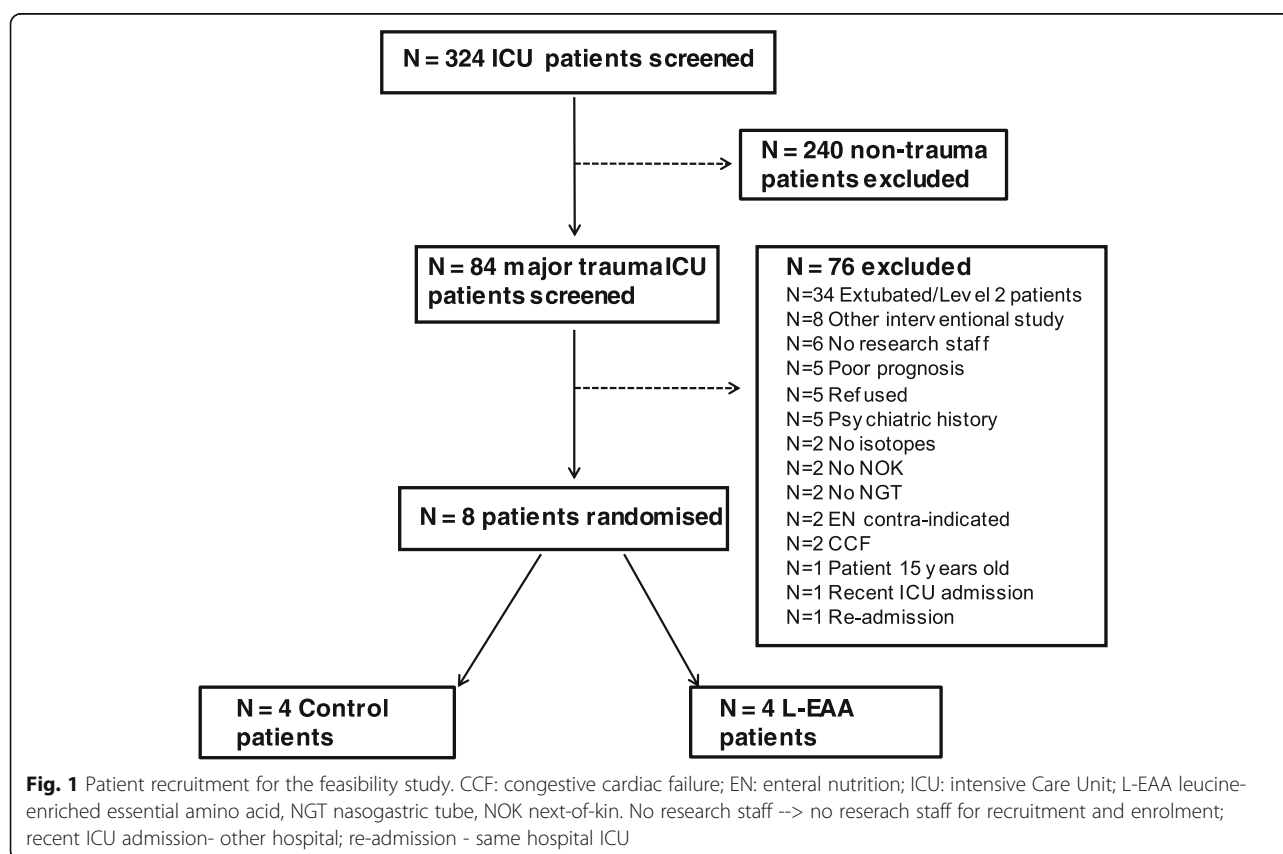 N = 324 ICU patients screened
N = 240 non-trauma
patients excluded
N = 84 major traumaICU
patients screened
N = 76 excluded
N=34 Extubated/Level 2 patients
N=8 Other interventional study
N=6 No research staff
N=5 Poor prognosis
N=5 Refused
N=5 Psychiatric history
N=2 No isotopes
N=2 No NOK
N=2 No NGT
N=2 EN contra-indicated
N=2 CCF
N=1 Patient 15 years old
N=1 Recent ICU admission
N=1 Re-admission
N = 8 patients randomised
N = 4 Control
patients
N = 4 L-EAA
patients
Fig. 1 Patient recruitment for the feasibility study. CCF: congestive cardiac failure; EN: enteral nutrition; ICU: intensive Care Unit; L-EAA leucine-
enriched essential amino acid, NGT nasogastric tube, NOK next-of-kin. No research staff --> no reserach staff for recruitment and enrolment;
recent ICU admission- other hospital; re-admission - same hospital ICU